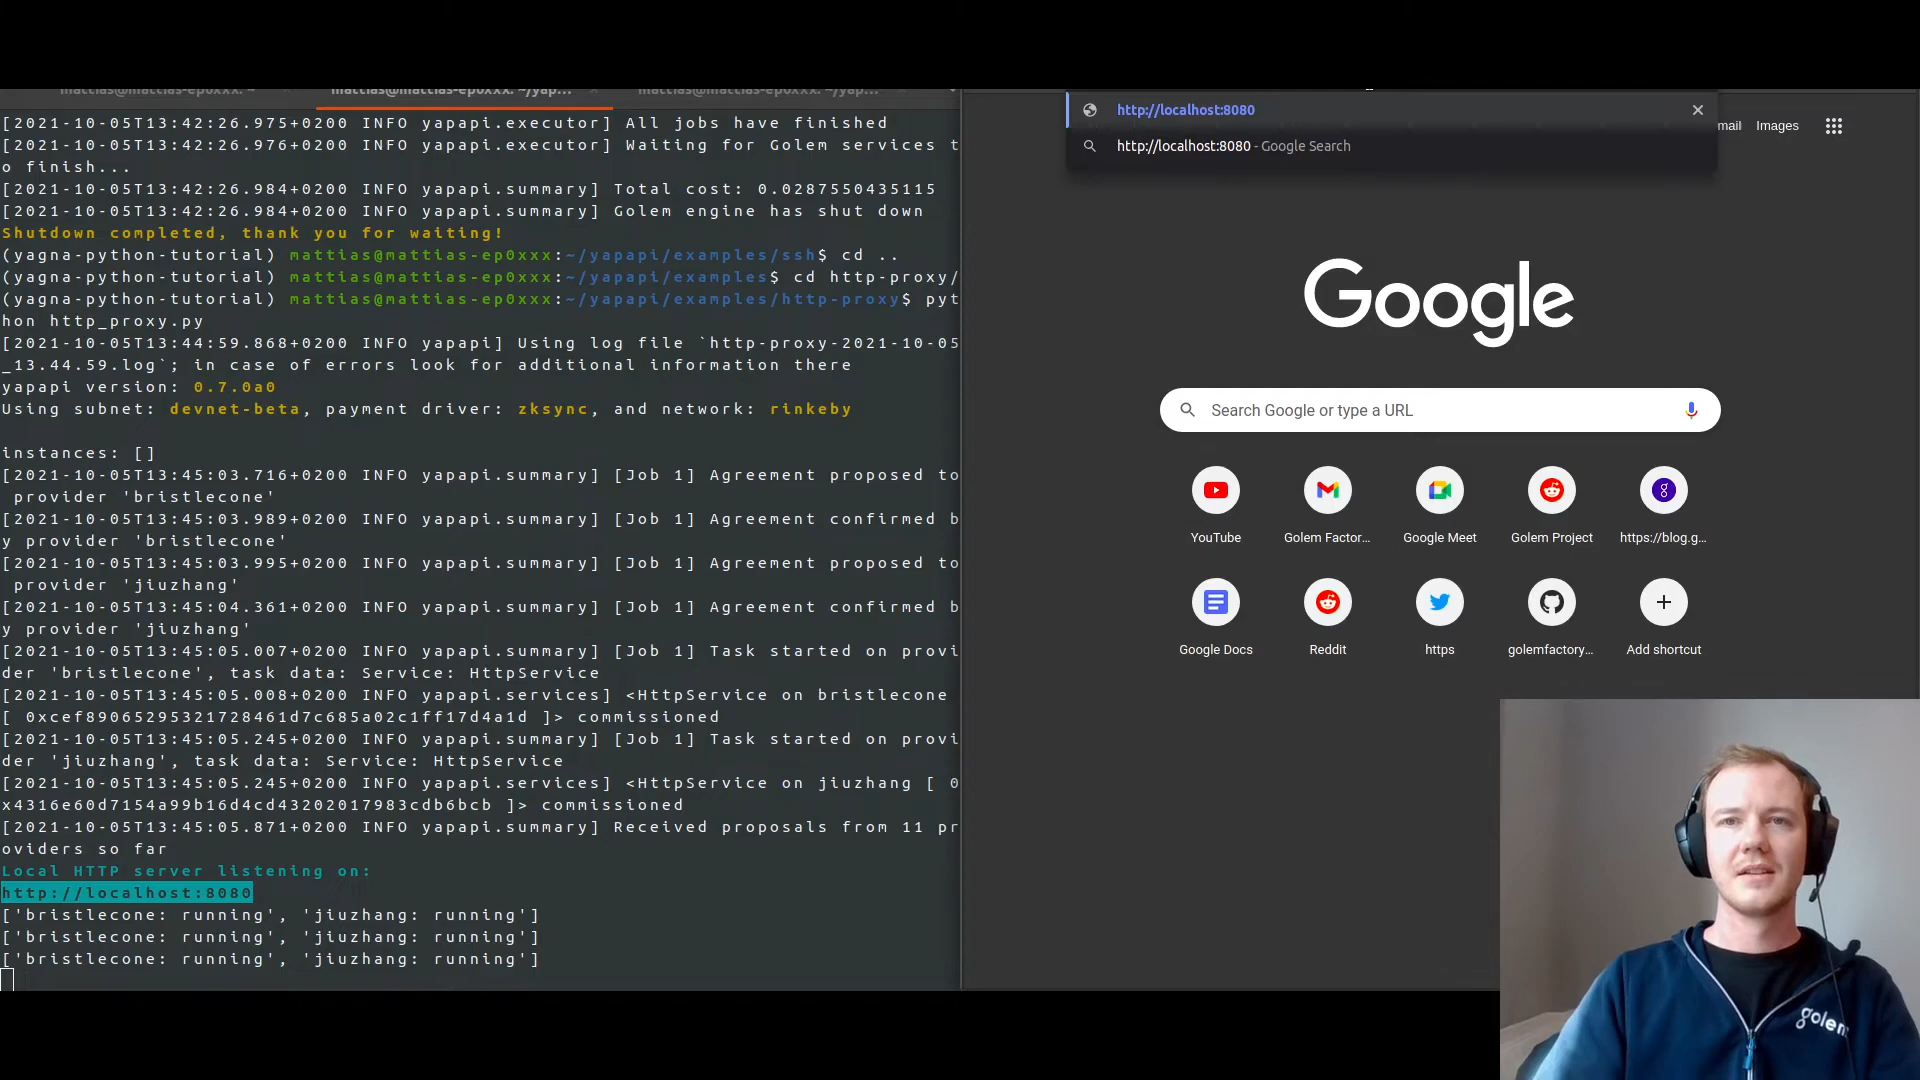 mattias@mattias-ep0xxx: ~
mattias@mattias-ep0xxx: ~/yap...
mattias@mattias-ep0xxx: ~/yap...
[2021-10-05T13:42:26.975+0200 INFO yapapi.executor] All jobs have finished
[2021-10-05T13:42:26.976+0200 INFO yapapi.executor] Waiting for Golem services t
o finish...
[2021-10-05T13:42:26.984+0200 INFO yapapi.summary] Total cost: 0.0287550435115
[2021-10-05T13:42:26.984+0200 INFO yapapi.summary] Golem engine has shut down
Shutdown completed, thank you for waiting!
(yagna-python-tutorial) mattias@mattias-ep0xxx:~/yapapi/examples/ssh$ cd ..
(yagna-python-tutorial) mattias@mattias-ep0xxx:~/yapapi/examples$ cd http-proxy/
(yagna-python-tutorial) mattias@mattias-ep0xxx:~/yapapi/examples/http-proxy$ pyt
hon http_proxy.py
[2021-10-05T13:44:59.868+0200 INFO yapapi] Using log file `http-proxy-2021-10-05
_13.44.59.log`; in case of errors look for additional information there
yapapi version: 0.7.0a0
Using subnet: devnet-beta, payment driver: zksync, and network: rinkeby
instances: []
[2021-10-05T13:45:03.716+0200 INFO yapapi.summary] [Job 1] Agreement proposed to
provider 'bristlecone'
[2021-10-05T13:45:03.989+0200 INFO yapapi.summary] [Job 1] Agreement confirmed b
y provider 'bristlecone'
[2021-10-05T13:45:03.995+0200 INFO yapapi.summary] [Job 1] Agreement proposed to
provider 'jiuzhang'
[2021-10-05T13:45:04.361+0200 INFO yapapi.summary] [Job 1] Agreement confirmed b
y provider 'jiuzhang'
[2021-10-05T13:45:05.007+0200 INFO yapapi.summary] [Job 1] Task started on provi
der 'bristlecone', task data: Service: HttpService
[2021-10-05T13:45:05.008+0200 INFO yapapi.services] <HttpService on bristlecone
[ 0xcef89065295321728461d7c685a02c1ff17d4a1d ]> commissioned
[2021-10-05T13:45:05.245+0200 INFO yapapi.summary] [Job 1] Task started on provi
der 'jiuzhang', task data: Service: HttpService
[2021-10-05T13:45:05.245+0200 INFO yapapi.services] <HttpService on jiuzhang [ 0
x4316e60d7154a99b16d4cd43202017983cdb6bcb ]> commissioned
[2021-10-05T13:45:05.871+0200 INFO yapapi.summary] Received proposals from 11 pr
oviders so far
Local HTTP server listening on:
http://localhost:8080
['bristlecone: running', 'jiuzhang: running']
['bristlecone: running', 'jiuzhang: running']
['bristlecone: running', 'jiuzhang: running']
http://localhost:8080
http://localhost:8080 - Google Search
mail Images
Google
Search Google or type a URL
YouTube
Golem Factor...
Google Meet
Golem Project
https://blog.g...
Google Docs
Reddit
https
golemfactory...
Add shortcut
golem